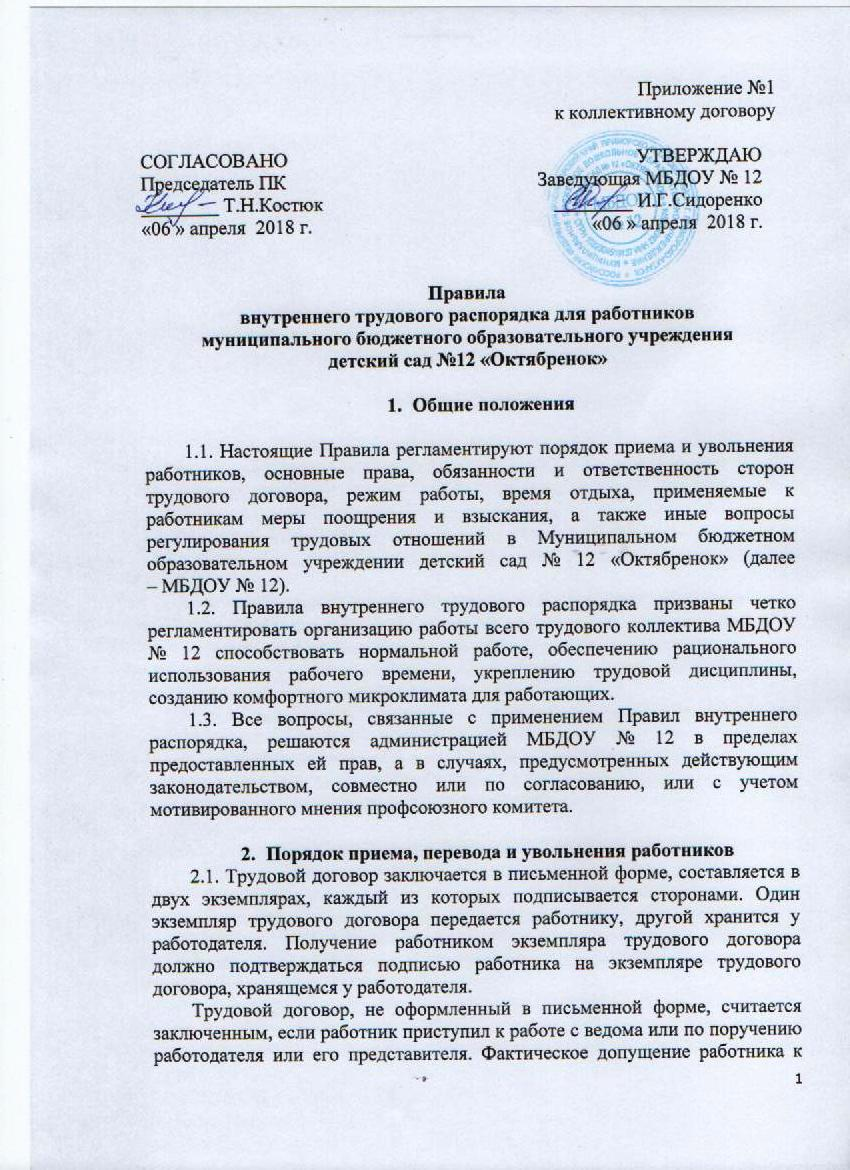 Приложение №1
к коллективному договору
СОГЛАСОВАНО
УТВЕРЖДАЮ
Председатель ПК
Заведующая МБДОУ № 12
Т.Н.Костюк
И.Г.Сидоренко
«06 » апреля 2018 г.
«06 » апреля 2018 г.
Правила
внутреннего трудового распорядка для работников
муниципального бюджетного образовательного учреждения
детский сад №12 «Октябренок»
1. Общие положения
1.1. Настоящие Правила регламентируют порядок приема и увольнения
работников, основные права, обязанности и ответственность сторон
трудового договора, режим работы, время отдыха, применяемые к
работникам меры поощрения и взыскания, а также иные вопросы
регулирования трудовых отношений в Муниципальном бюджетном
образовательном учреждении детский сад № 12 «Октябренок» (далее
– МБДОУ № 12).
1.2. Правила внутреннего трудового распорядка призваны четко
регламентировать организацию работы всего трудового коллектива МБДОУ
№ 12 способствовать нормальной работе, обеспечению рационального
использования рабочего времени, укреплению трудовой дисциплины,
созданию комфортного микроклимата для работающих.
1.3. Все вопросы, связанные с применением Правил внутреннего
распорядка, решаются администрацией МБДОУ № 12 в пределах
предоставленных ей прав, а в случаях, предусмотренных действующим
законодательством, совместно или по согласованию, или с учетом
мотивированного мнения профсоюзного комитета.
2. Порядок приема, перевода и увольнения работников
2.1. Трудовой договор заключается в письменной форме, составляется в
двух экземплярах, каждый из которых подписывается сторонами. Один
экземпляр трудового договора передается работнику, другой хранится у
работодателя. Получение работником экземпляра трудового договора
должно подтверждаться подписью работника на экземпляре трудового
договора, хранящемся у работодателя.
Трудовой договор, не оформленный в письменной форме, считается
заключенным, если работник приступил к работе с ведома или по поручению
работодателя или его представителя. Фактическое допущение работника к
1